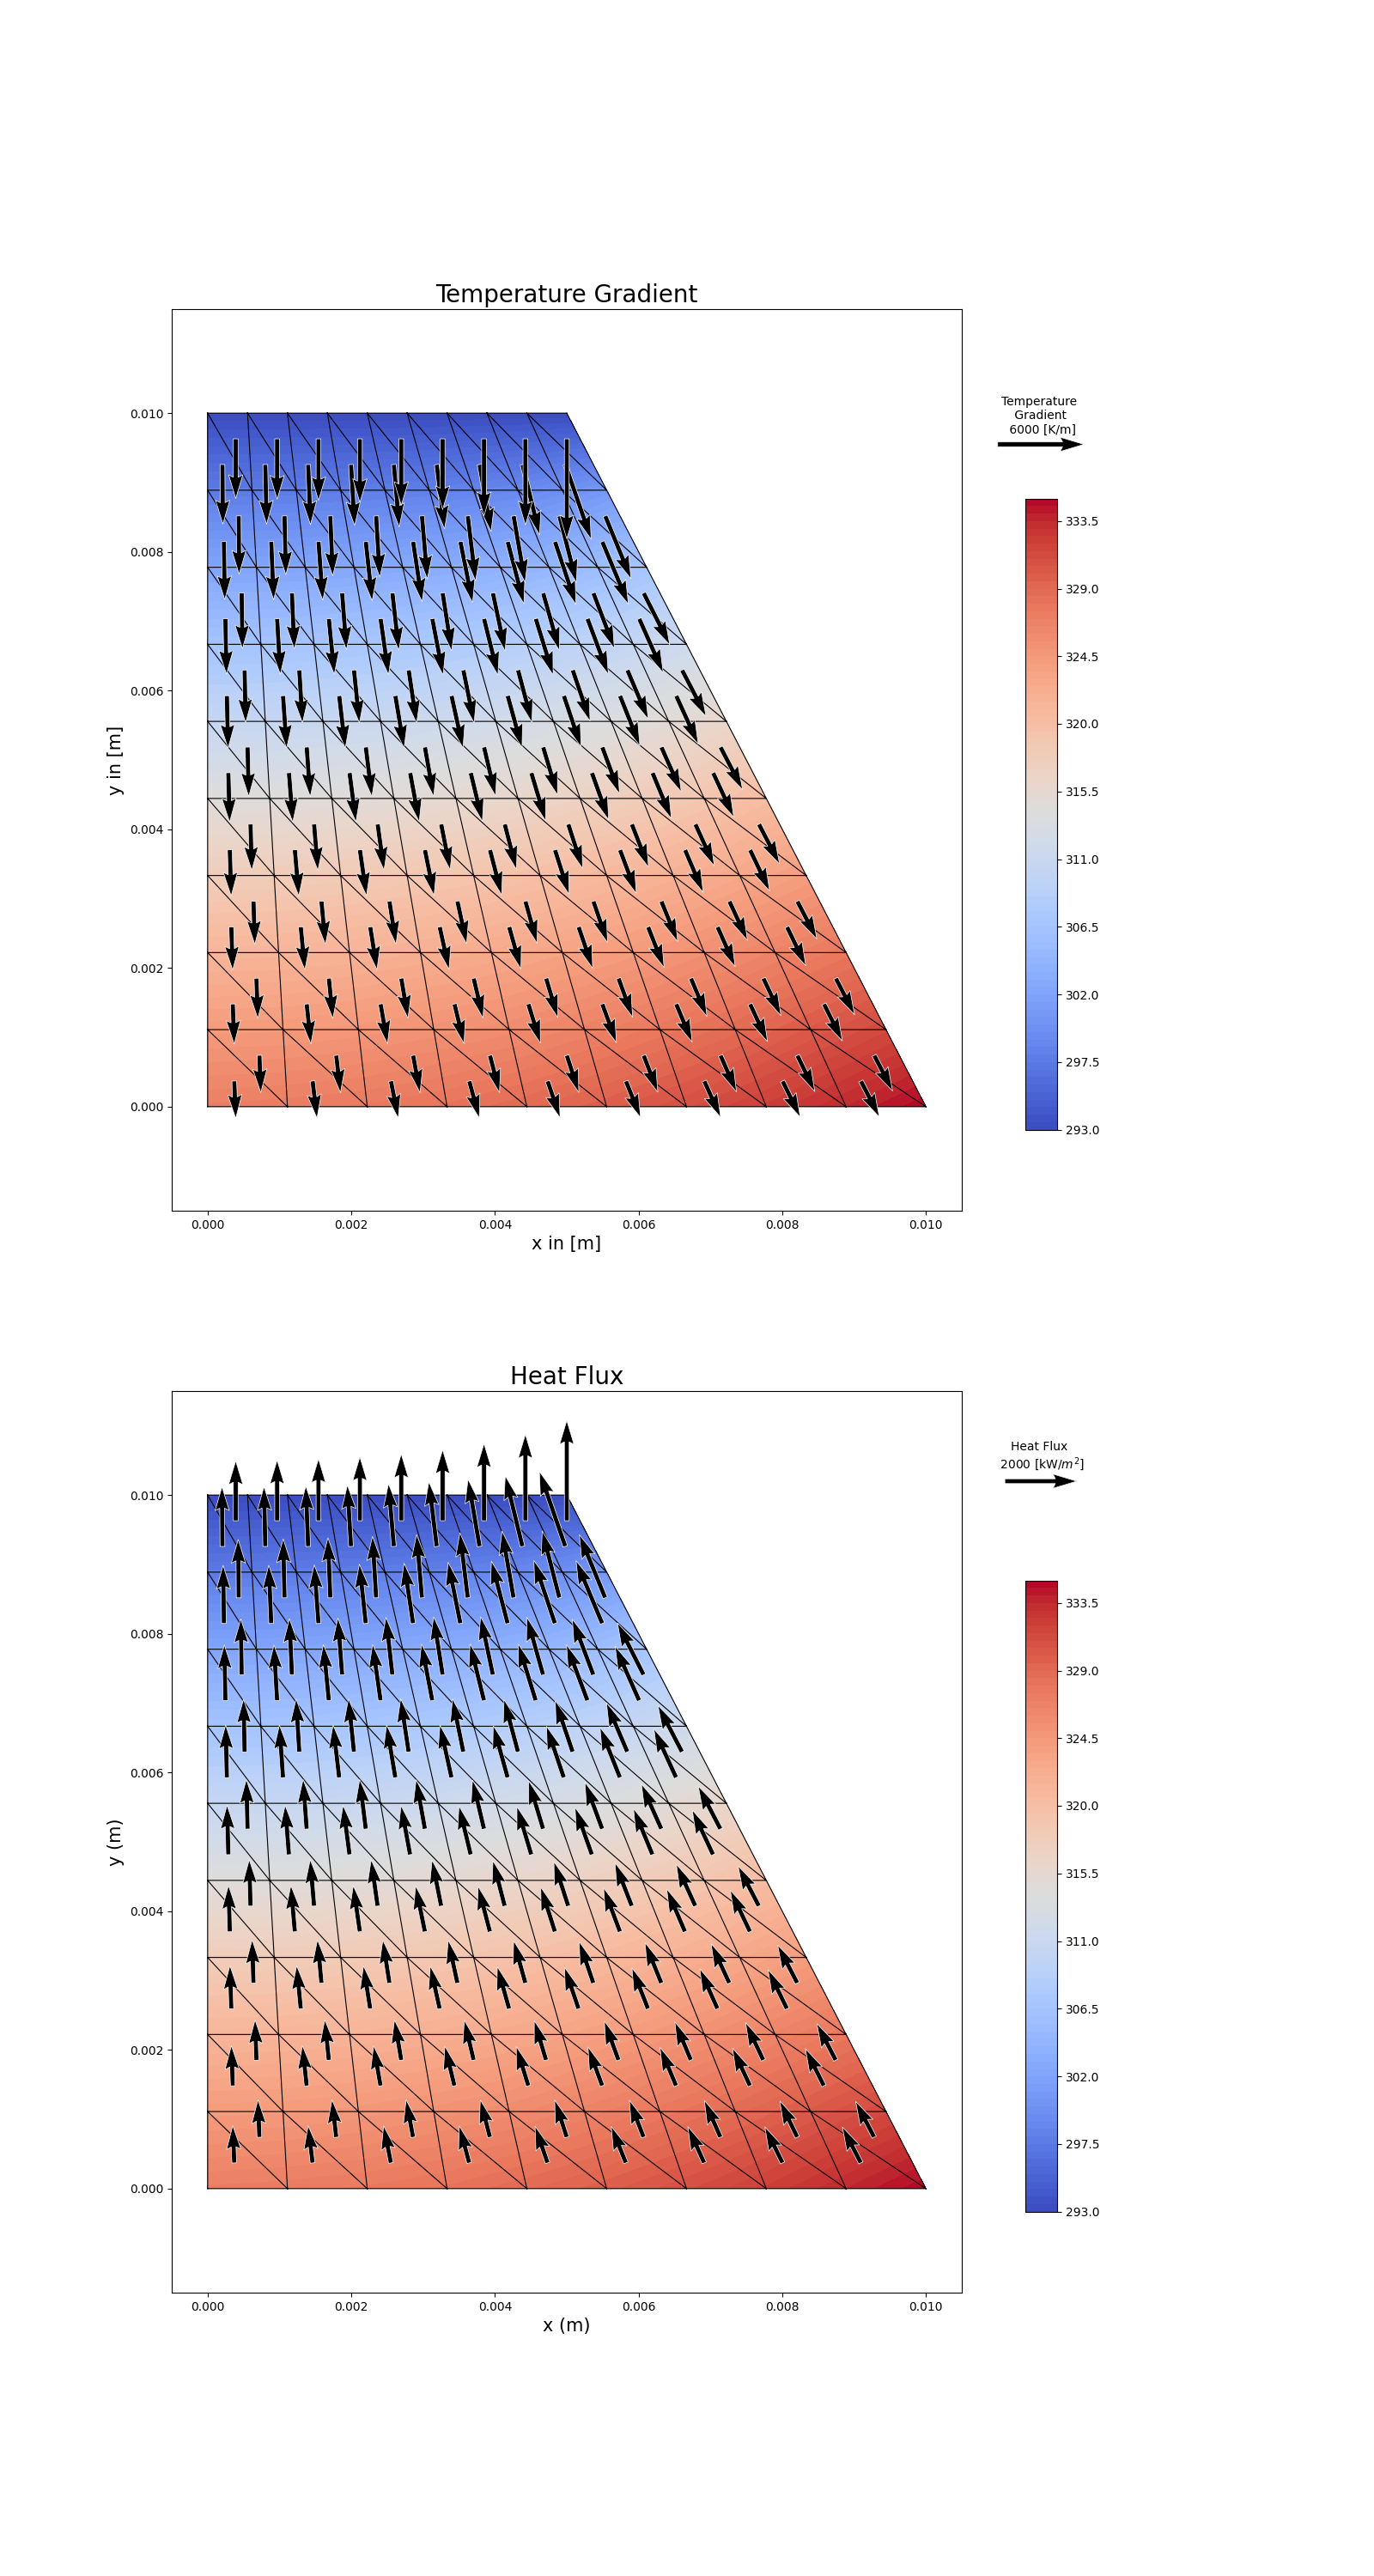 Temperature Gradient
0.010
0.008
0.006
0.004
0.002
0.000
y in [m]
0.000 0.002 0.004 0.006 0.008 0.010
x in [m]
Temperature
Gradient
6000 [K/m]
333.5
329.0
324.5
320.0
315.5
311.0
306.5
302.0
297.5
293.0
Heat Flux
0.010
0.008
0.006
0.004
0.002
0.000
y (m)
0.000 0.002 0.004 0.006 0.008 0.010
x (m)
Heat Flux
2000 [kW/m²]
333.5
329.0
324.5
320.0
315.5
311.0
306.5
302.0
297.5
293.0